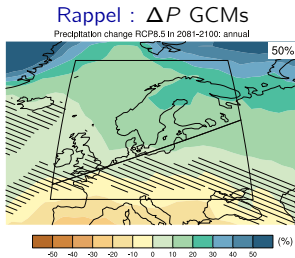 Rappel : ΔP GCMs
Precipitation change RCP8.5 in 2081-2100: annual
50%
(%)
-50 -40 -30 -20 -10 0 10 20 30 40 50